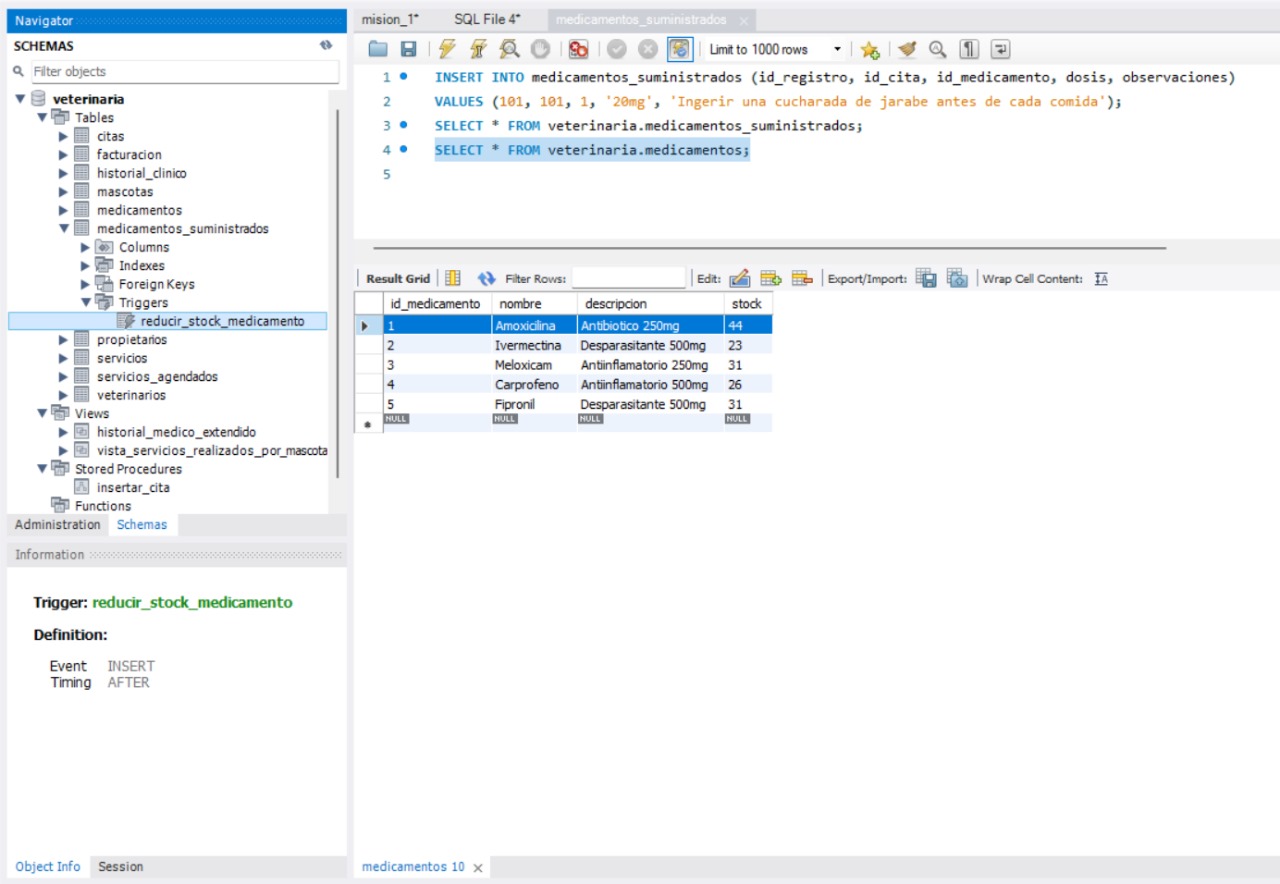 Navigator
SCHEMAS
Filter objects
veterinaria
Tables
citas
facturacion
historial_clinico
mascotas
medicamentos
medicamentos_suministrados
Columns
Indexes
Foreign Keys
Triggers
reducir_stock_medicamento
propietarios
servicios
servicios_agendados
veterinarios
Views
historial_medico_extendido
vista_servicios_realizados_por_mascota
Stored Procedures
insertar_cita
Functions
Administration Schemas
Information
Trigger: reducir_stock_medicamento
Definition:
Event INSERT
Timing AFTER
Object Info Session
mision_1* SQL File 4* medicamentos_suministrados
Limit to 1000 rows
1 INSERT INTO medicamentos_suministrados (id_registro, id_cita, id_medicamento, dosis, observaciones)
2 VALUES (101, 101, 1, '20mg', 'Ingerir una cucharada de jarabe antes de cada comida');
3 SELECT * FROM veterinaria.medicamentos_suministrados;
4 SELECT * FROM veterinaria.medicamentos;
5
Result Grid Filter Rows: Edit: Export/Import: Wrap Cell Content:
id_medicamento nombre descripcion stock
1 Amoxicilina Antibiotico 250mg 44
2 Ivermectina Desparasitante 500mg 23
3 Meloxicam Antiinflamatorio 250mg 31
4 Carprofeno Antiinflamatorio 500mg 26
5 Fipronil Desparasitante 500mg 31
NULL NULL NULL NULL
medicamentos 10